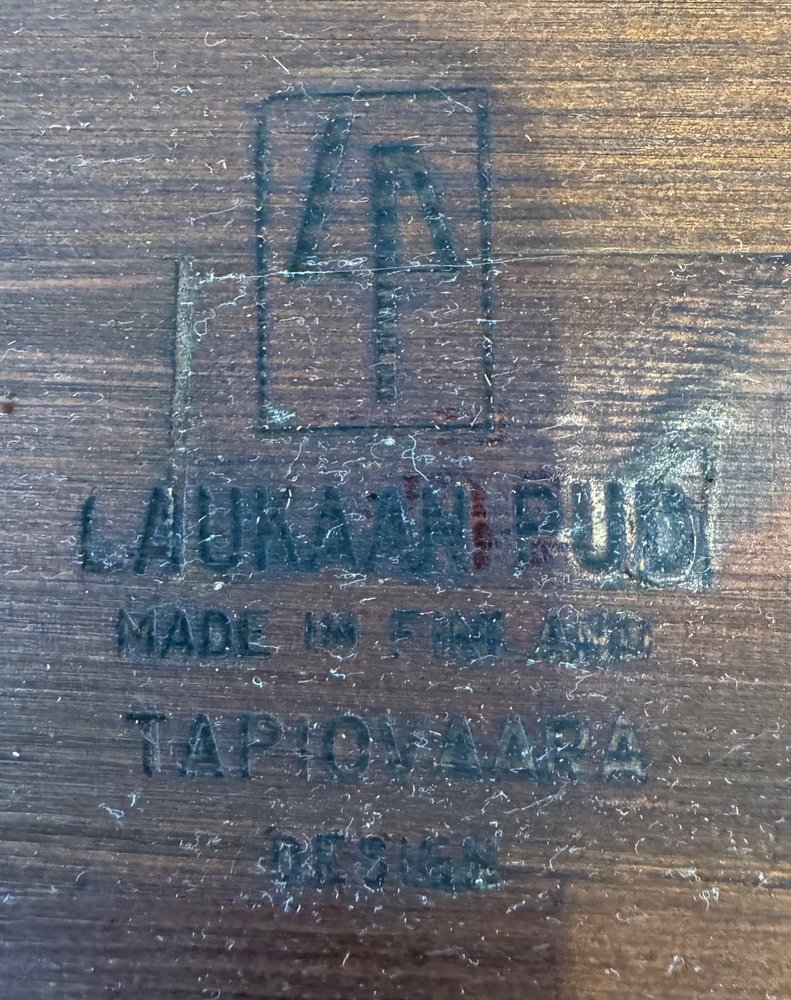 LAUKAAN PUU
MADE IN FINLAND
TAPIOVAARA
DESIGN